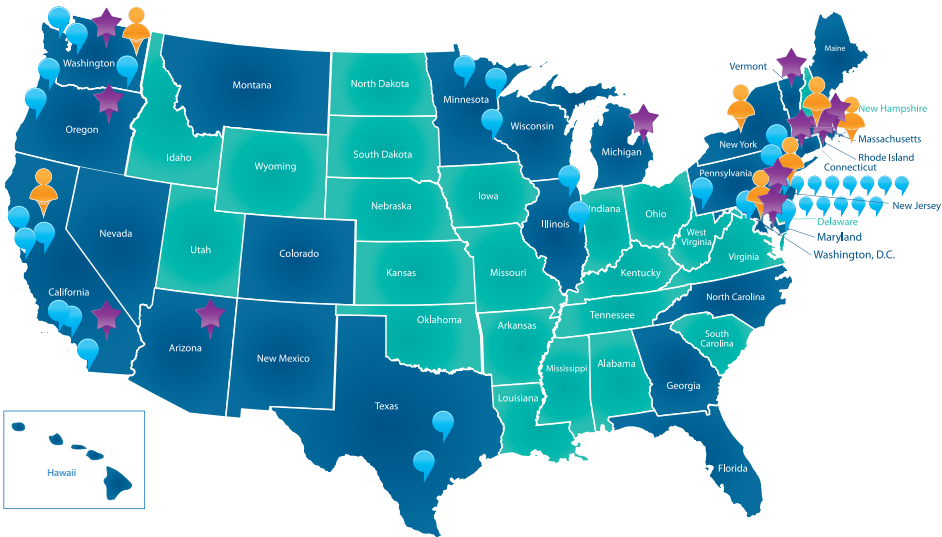 Washington
Montana
North Dakota
Minnesota
Oregon
Idaho
Wyoming
South Dakota
Wisconsin
Michigan
Vermont
Maine
New York
New Hampshire
Massachusetts
Rhode Island
Connecticut
Pennsylvania
New Jersey
Delaware
Maryland
Washington, D.C.
Nevada
Utah
Colorado
Nebraska
Iowa
Illinois
Indiana
Ohio
West
Virginia
Virginia
California
Kansas
Missouri
Kentucky
North Carolina
Arizona
New Mexico
Oklahoma
Arkansas
Tennessee
South
Carolina
Mississippi
Alabama
Georgia
Texas
Louisiana
Florida
Hawaii